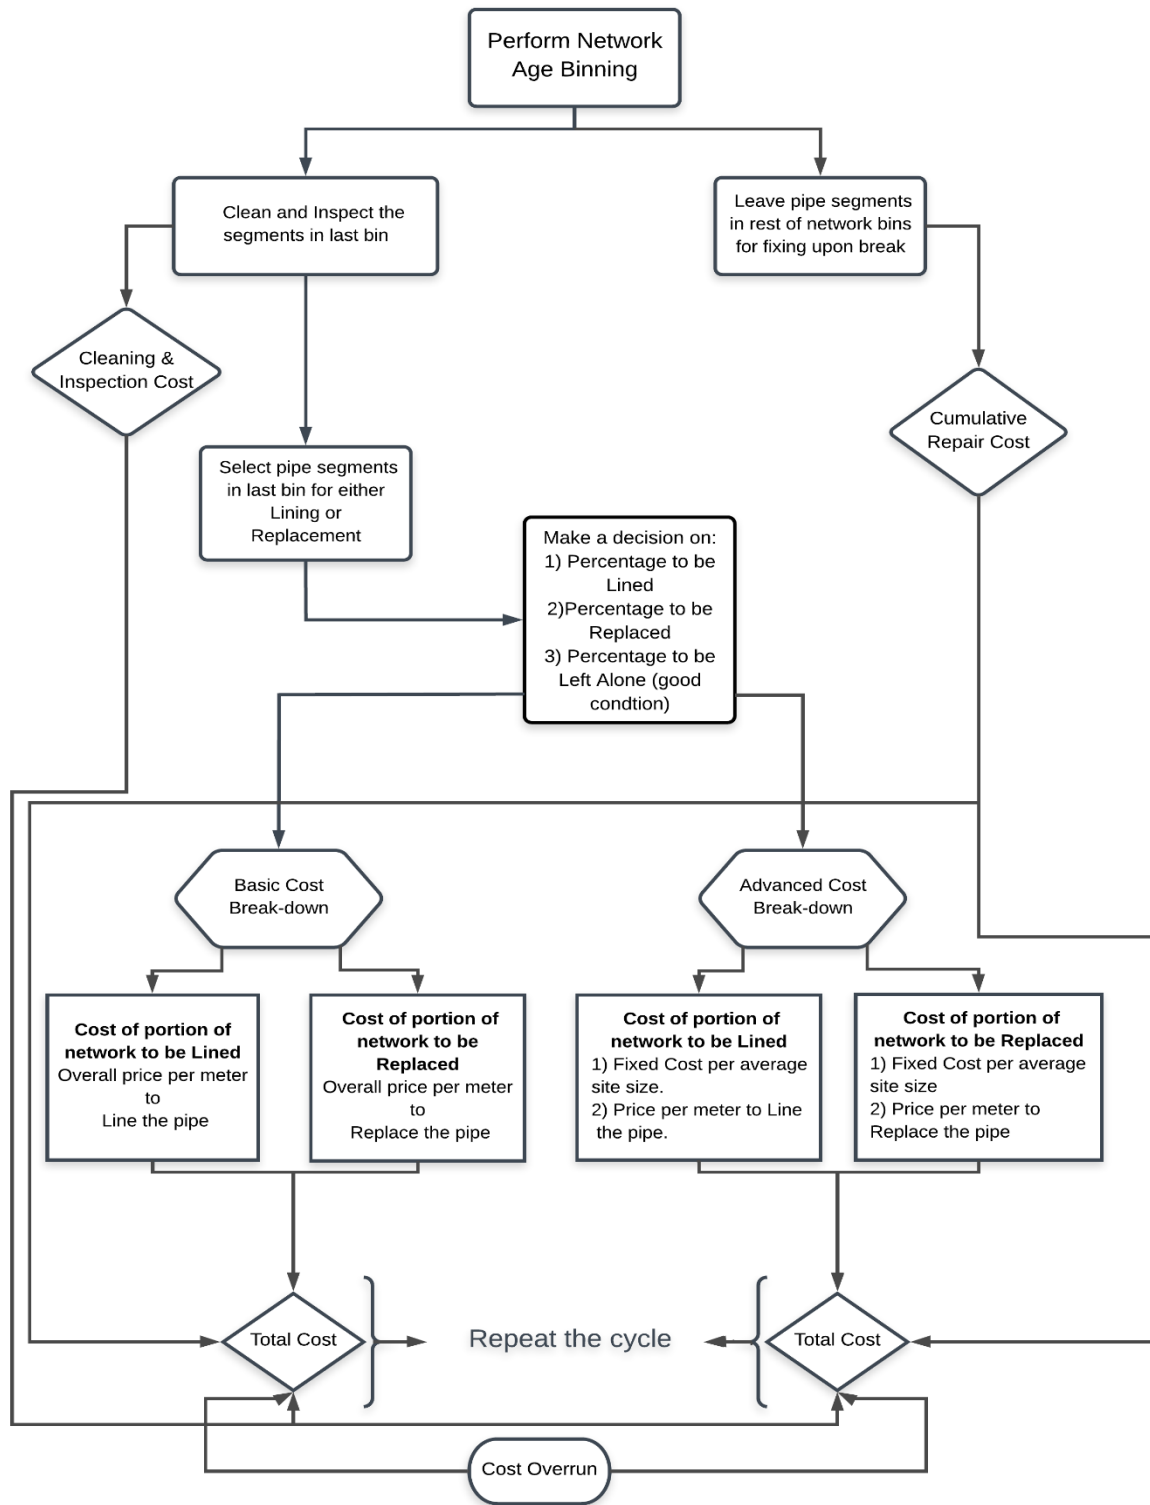 Perform Network
Age Binning
Clean and Inspect the
segments in last bin
Leave pipe segments
in rest of network bins
for fixing upon break
Cleaning &
Inspection Cost
Cumulative
Repair Cost
Select pipe segments
in last bin for either
Lining or
Replacement
Make a decision on:
1) Percentage to be
Lined
2)Percentage to be
Replaced
3) Percentage to be
Left Alone (good
condtion)
Basic Cost
Break-down
Advanced Cost
Break-down
Cost of portion of
network to be Lined
Overall price per meter
to
Line the pipe
Cost of portion of
network to be
Replaced
Overall price per meter
to
Replace the pipe
Cost of portion of
network to be Lined
1) Fixed Cost per average
site size.
2) Price per meter to Line
the pipe.
Cost of portion of
network to be Replaced
1) Fixed Cost per average
site size
2) Price per meter to
Replace the pipe
Total Cost
Repeat the cycle
Total Cost
Cost Overrun